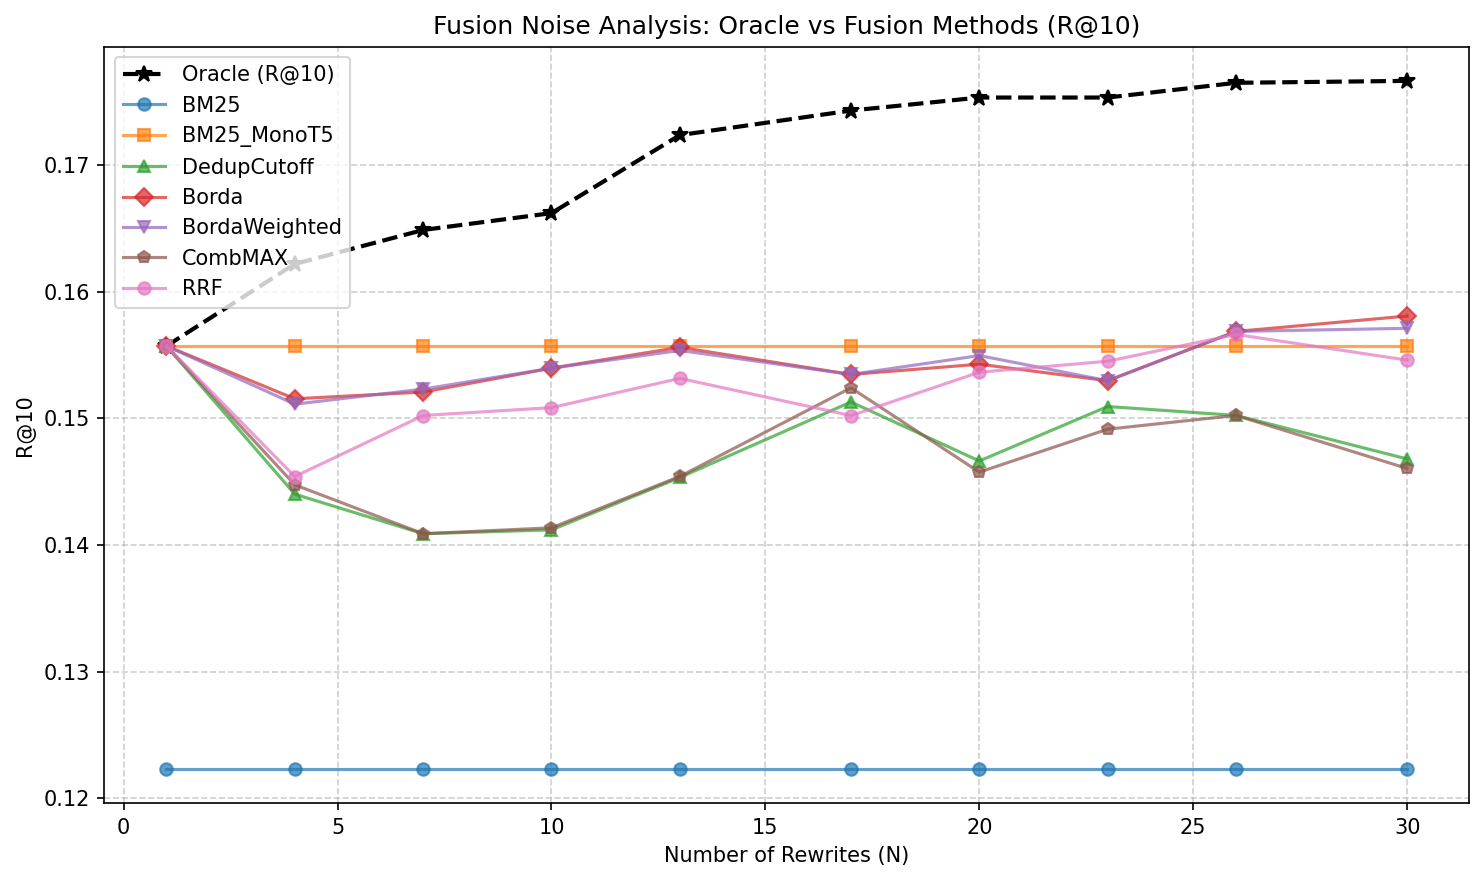 Fusion Noise Analysis: Oracle vs Fusion Methods (R@10)
Oracle (R@10)
BM25
BM25_MonoT5
DedupCutoff
Borda
BordaWeighted
CombMAX
RRF
R@10
0.17
0.16
0.15
0.14
0.13
0.12
0 5 10 15 20 25 30
Number of Rewrites (N)